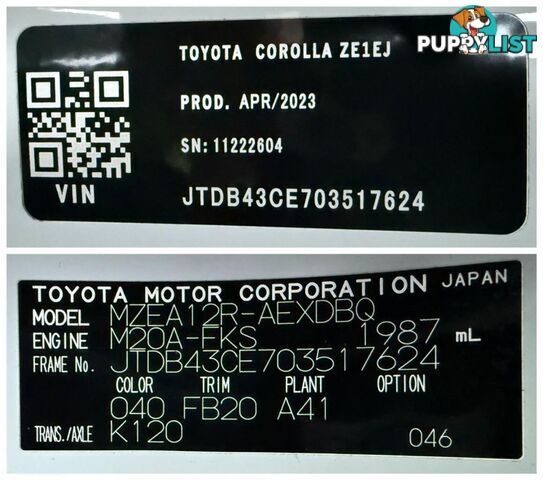 PUPPYLIST
TOYOTA COROLLA ZE1EJ
PROD. APR/2023
SN: 11222604
VIN JTDB43CE703517624
TOYOTA MOTOR CORPORATION JAPAN
MODEL MZEA12R-AEXDBQ
ENGINE M20A-FKS 1987 mL
FRAME No. JTDB43CE703517624
COLOR TRIM PLANT OPTION
040 FB20 A41
TRANS./AXLE K120 046